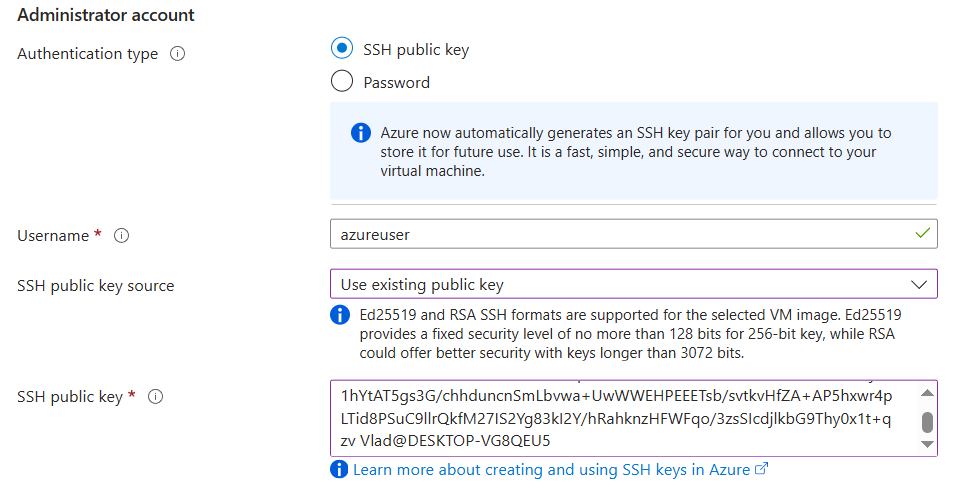 Administrator account
Authentication type
SSH public key
Password
Azure now automatically generates an SSH key pair for you and allows you to
store it for future use. It is a fast, simple, and secure way to connect to your
virtual machine.
Username *
azureuser
SSH public key source
Use existing public key
Ed25519 and RSA SSH formats are supported for the selected VM image. Ed25519
provides a fixed security level of no more than 128 bits for 256-bit key, while RSA
could offer better security with keys longer than 3072 bits.
SSH public key *
1hYtAT5gs3G/chhduncnSmLbvwa+UwWWEHPEEETsb/svtkvHfZA+AP5hxwr4p
LTid8PSuC9llrQkfM27IS2Yg83kI2Y/hRahknzHFWFqo/3zsSIcdjlkbG9Thy0x1t+q
zv Vlad@DESKTOP-VG8QEU5
Learn more about creating and using SSH keys in Azure